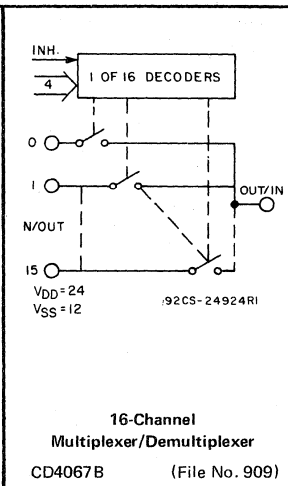 INH.
4
1 OF 16 DECODERS
0
1
OUT/IN
N/OUT
15
VDD=24
VSS=12
92CS-24924R1
16-Channel
Multiplexer/Demultiplexer
CD4067B (File No. 909)